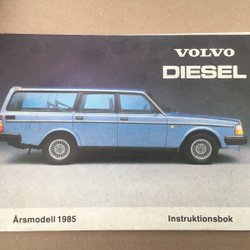 VOLVO
DIESEL
Årsmodell 1985
Instruktionsbok